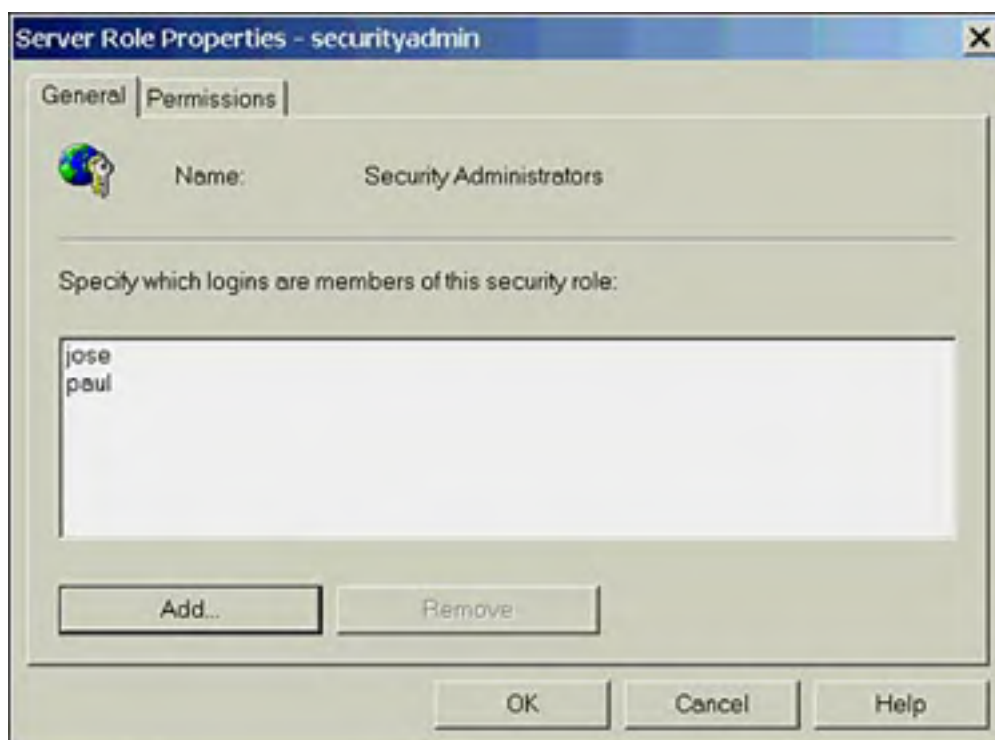 Server Role Properties - securityadmin
General Permissions
Name: Security Administrators
Specify which logins are members of this security role:
jose
paul
Add... Remove
OK Cancel Help